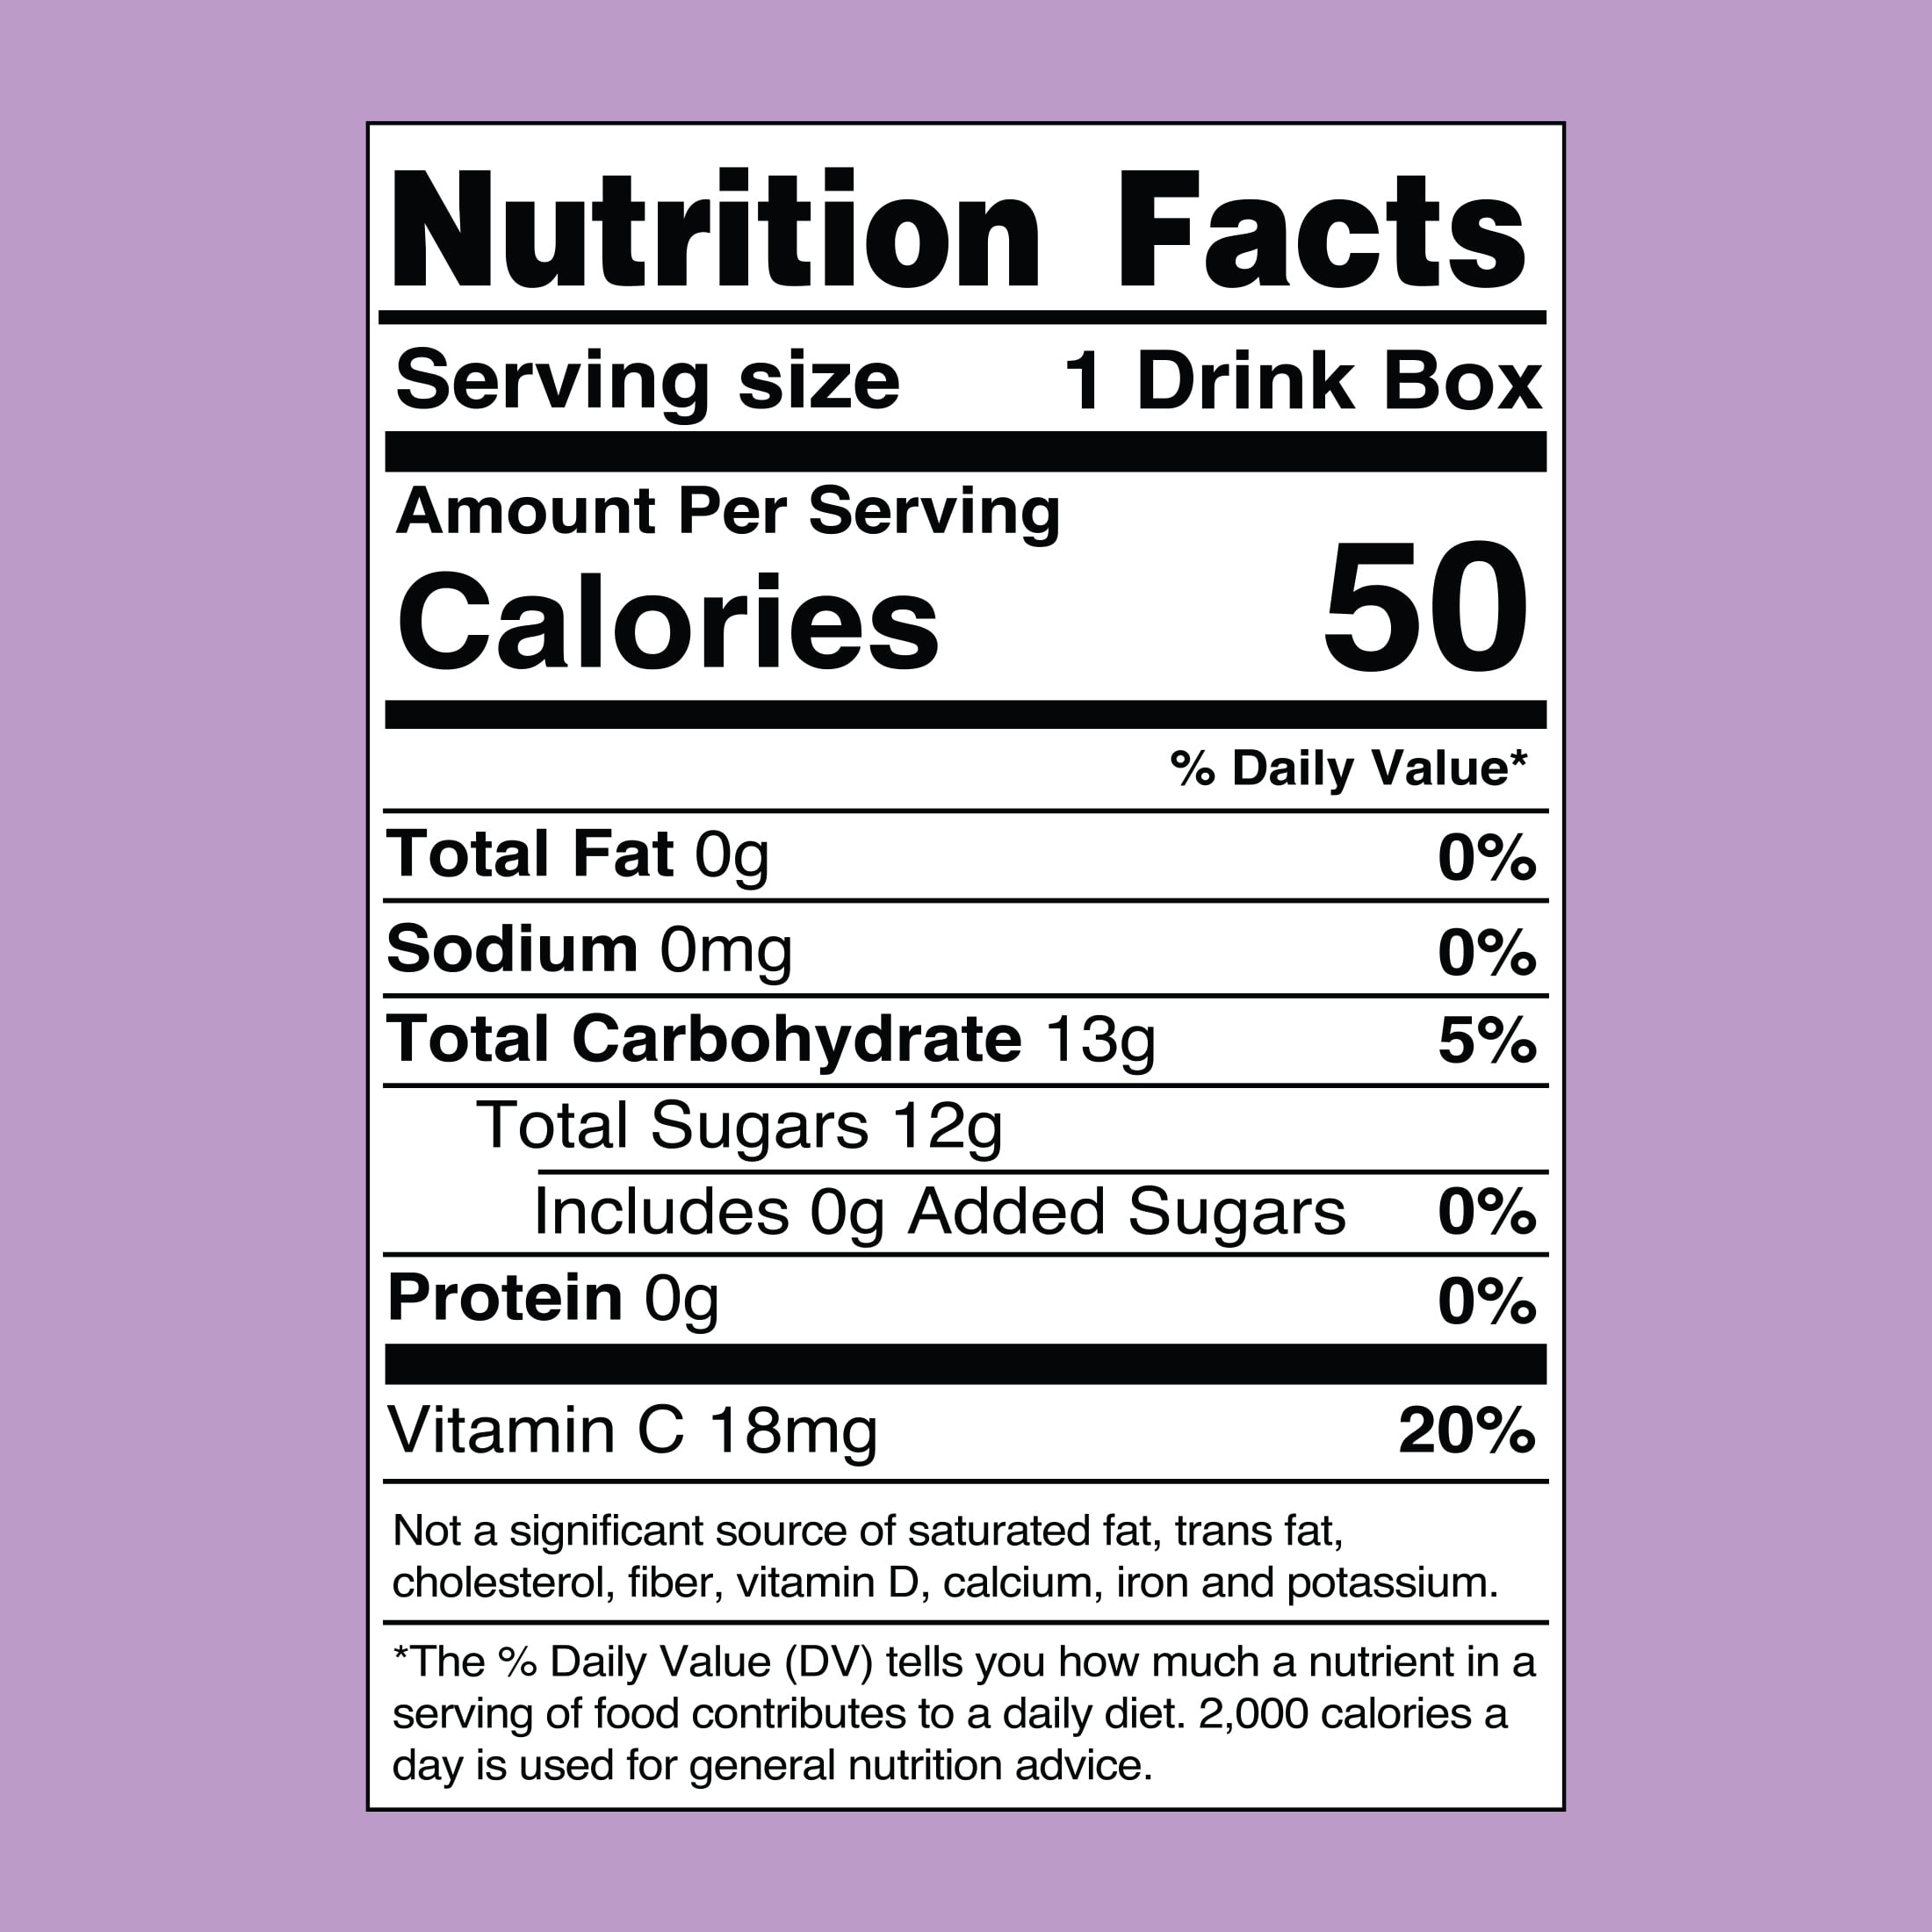 Nutrition Facts
Serving size 1 Drink Box
Amount Per Serving
Calories 50
% Daily Value*
Total Fat 0g 0%
Sodium 0mg 0%
Total Carbohydrate 13g 5%
Total Sugars 12g
Includes 0g Added Sugars 0%
Protein 0g 0%
Vitamin C 18mg 20%
Not a significant source of saturated fat, trans fat,
cholesterol, fiber, vitamin D, calcium, iron and potassium.
*The % Daily Value (DV) tells you how much a nutrient in a
serving of food contributes to a daily diet. 2,000 calories a
day is used for general nutrition advice.